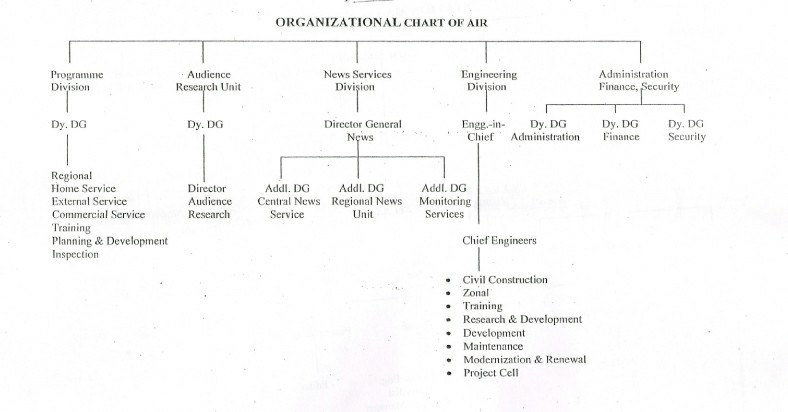 ORGANIZATIONAL CHART OF AIR
Programme
Division
Dy. DG
Regional
Home Service
External Service
Commercial Service
Training
Planning & Development
Inspection
Audience
Research Unit
Dy. DG
Director
Audience
Research
News Services
Division
Director General
News
Addl. DG
Central News
Service
Addl. DG
Regional News
Unit
Addl. DG
Monitoring
Services
Engineering
Division
Engg.-in-
Chief
Chief Engineers
• Civil Construction
• Zonal
• Training
• Research & Development
• Development
• Maintenance
• Modernization & Renewal
• Project Cell
Administration
Finance, Security
Dy. DG
Administration
Dy. DG
Finance
Dy. DG
Security